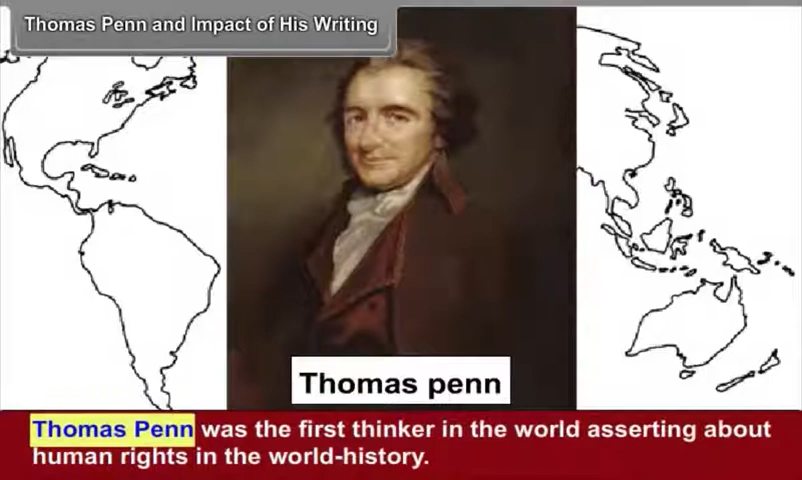 Thomas Penn and Impact of His Writing
Thomas penn
Thomas Penn was the first thinker in the world asserting about
human rights in the world-history.